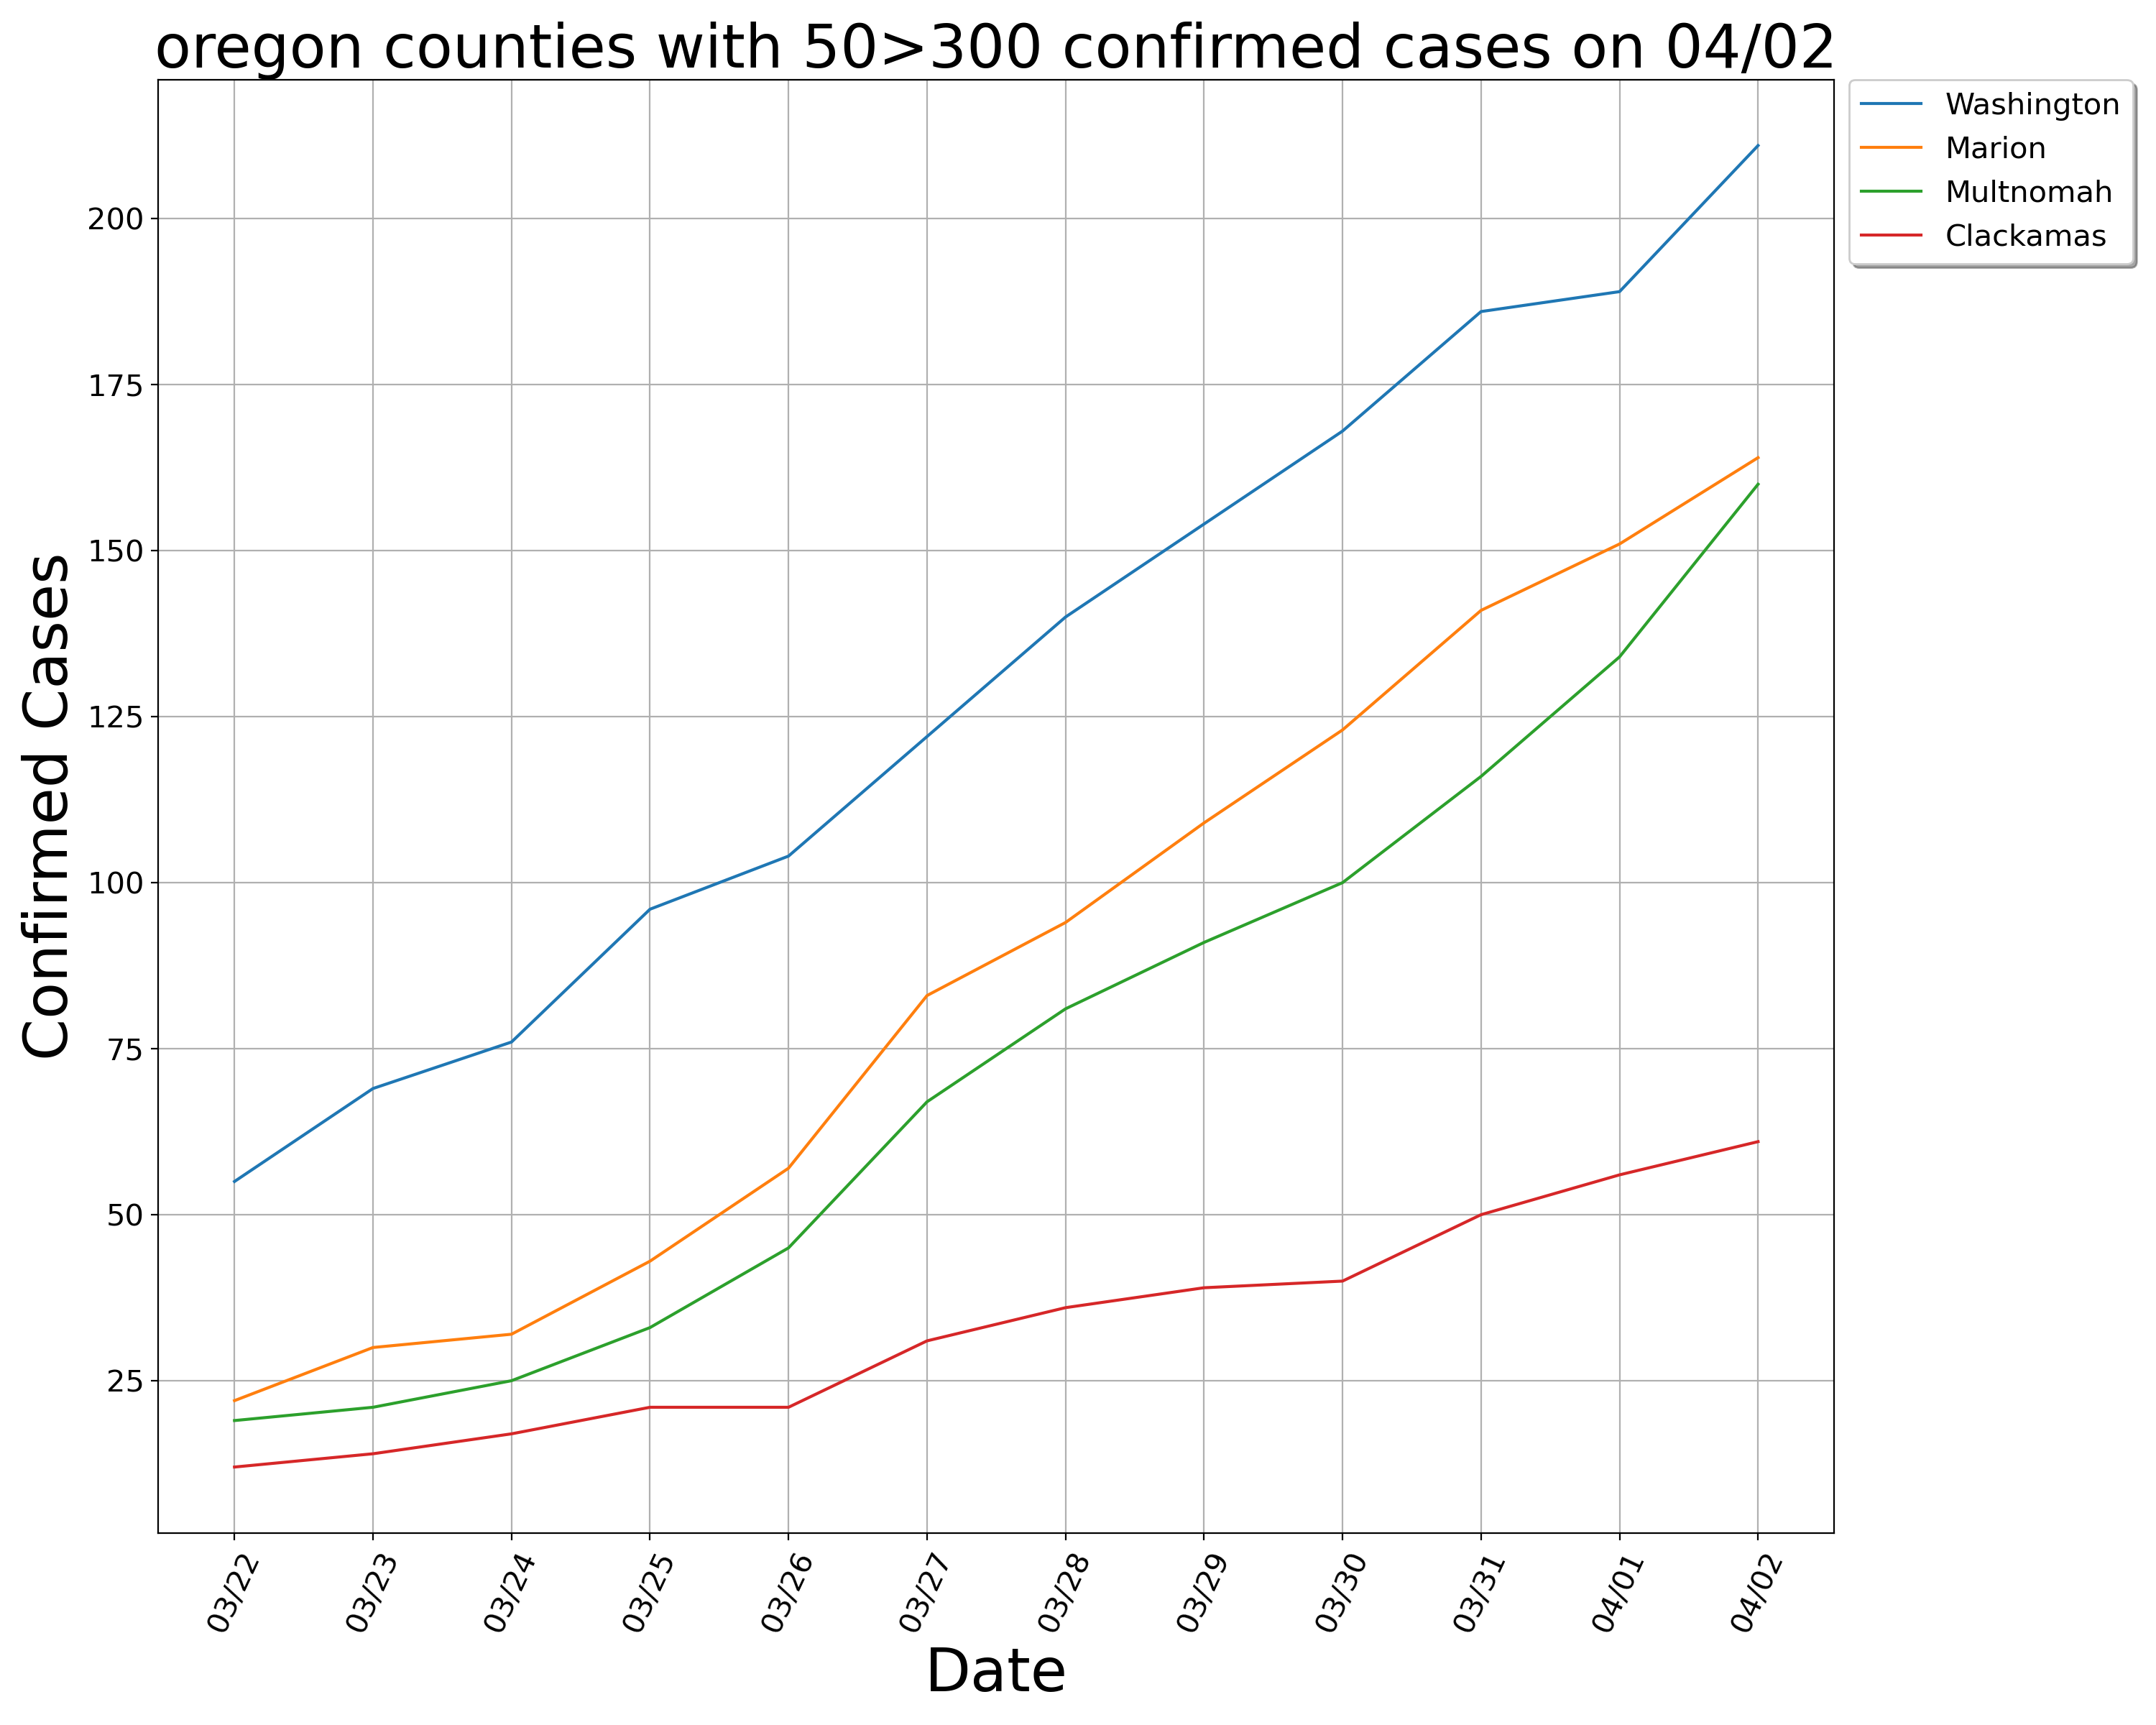 oregon counties with 50>300 confirmed cases on 04/02
Washington
Marion
Multnomah
Clackamas
Confirmed Cases
200
175
150
125
100
75
50
25
03/22
03/23
03/24
03/25
03/26
03/27
03/28
03/29
03/30
03/31
04/01
04/02
Date